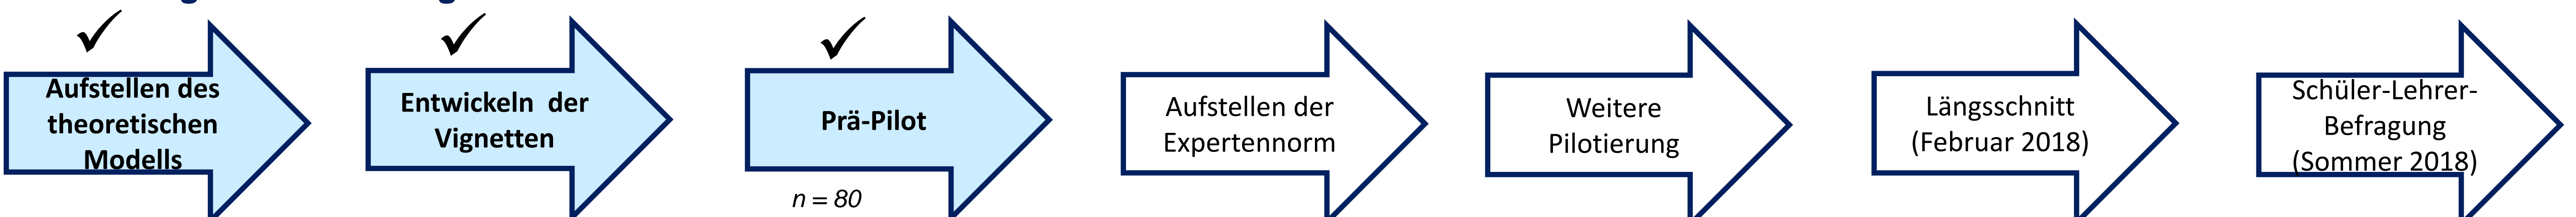 Aufstellen des
theoretischen
Modells
Entwickeln der
Vignetten
Prä-Pilot
n = 80
Aufstellen der
Expertennorm
Weitere
Pilotierung
Längsschnitt
(Februar 2018)
Schüler-Lehrer-
Befragung
(Sommer 2018)